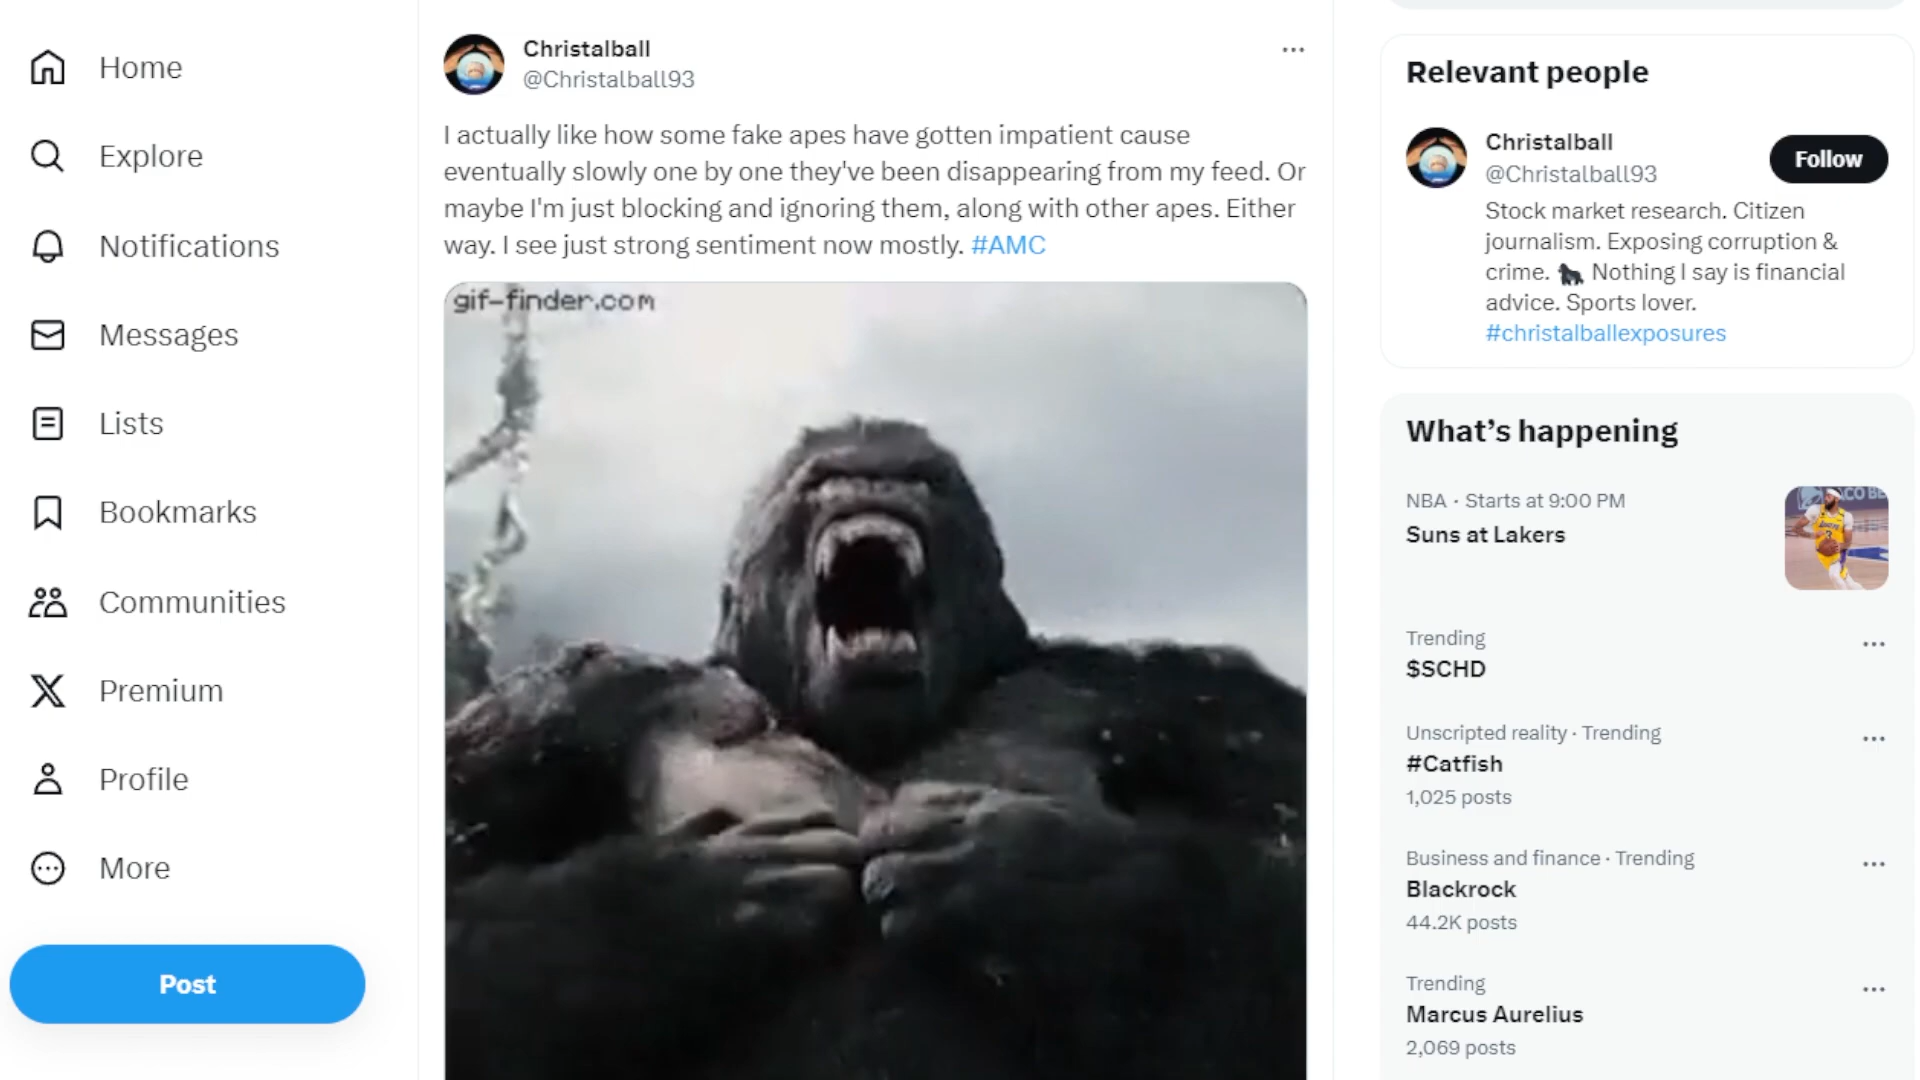 Home
Explore
Notifications
Messages
Lists
Bookmarks
Communities
Premium
Profile
More
Post
Christalball
@Christalball93
I actually like how some fake apes have gotten impatient cause
eventually slowly one by one they've been disappearing from my feed. Or
maybe I'm just blocking and ignoring them, along with other apes. Either
way. I see just strong sentiment now mostly. #AMC
gif-finder.com
Relevant people
Christalball
@Christalball93
Follow
Stock market research. Citizen
journalism. Exposing corruption &
crime. 🦍 Nothing I say is financial
advice. Sports lover.
#christalballexposures
What’s happening
NBA · Starts at 9:00 PM
Suns at Lakers
Trending
$SCHD
Unscripted reality · Trending
#Catfish
1,025 posts
Business and finance · Trending
Blackrock
44.2K posts
Trending
Marcus Aurelius
2,069 posts